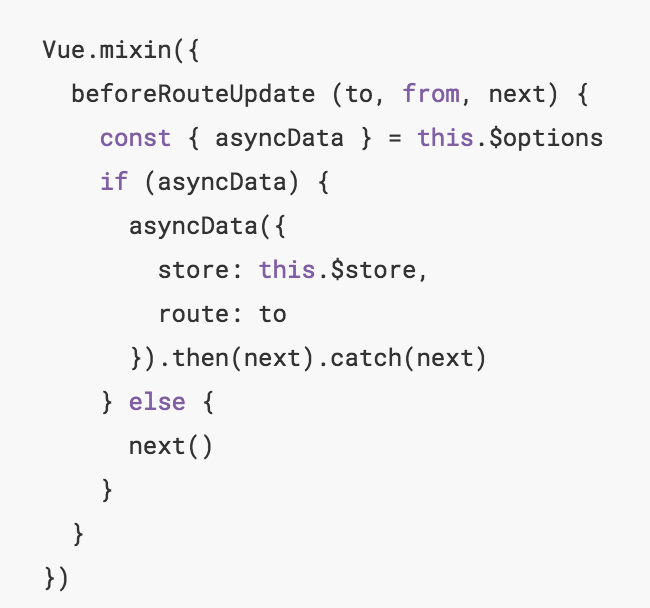 Vue.mixin({
  beforeRouteUpdate (to, from, next) {
    const { asyncData } = this.$options
    if (asyncData) {
      asyncData({
        store: this.$store,
        route: to
      }).then(next).catch(next)
    } else {
      next()
    }
  }
})